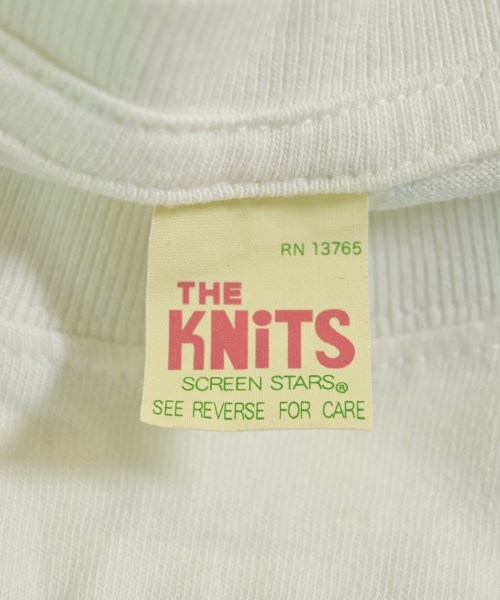 RN 13765
THE
KNiTS
SCREEN STARS®
SEE REVERSE FOR CARE